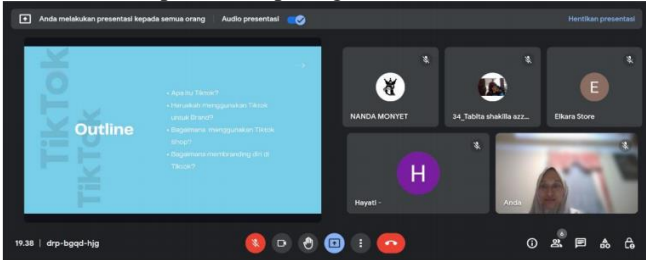 Anda melakukan presentasi kepada semua orang
Audio presentasi
Hentikan presentasi
TikTok
TikTok
Outline
• Apa itu Tiktok?
• Haruskah menggunakan Tiktok
untuk Brand?
• Bagaimana menggunakan Tiktok
Shop?
• Bagaimana membranding diri di
Tiktok?
NANDA MONYET
34_Tabita shakilla azz...
Elkara Store
E
Hayati -
H
Anda
19.38 | drp-bgqd-hjg
6